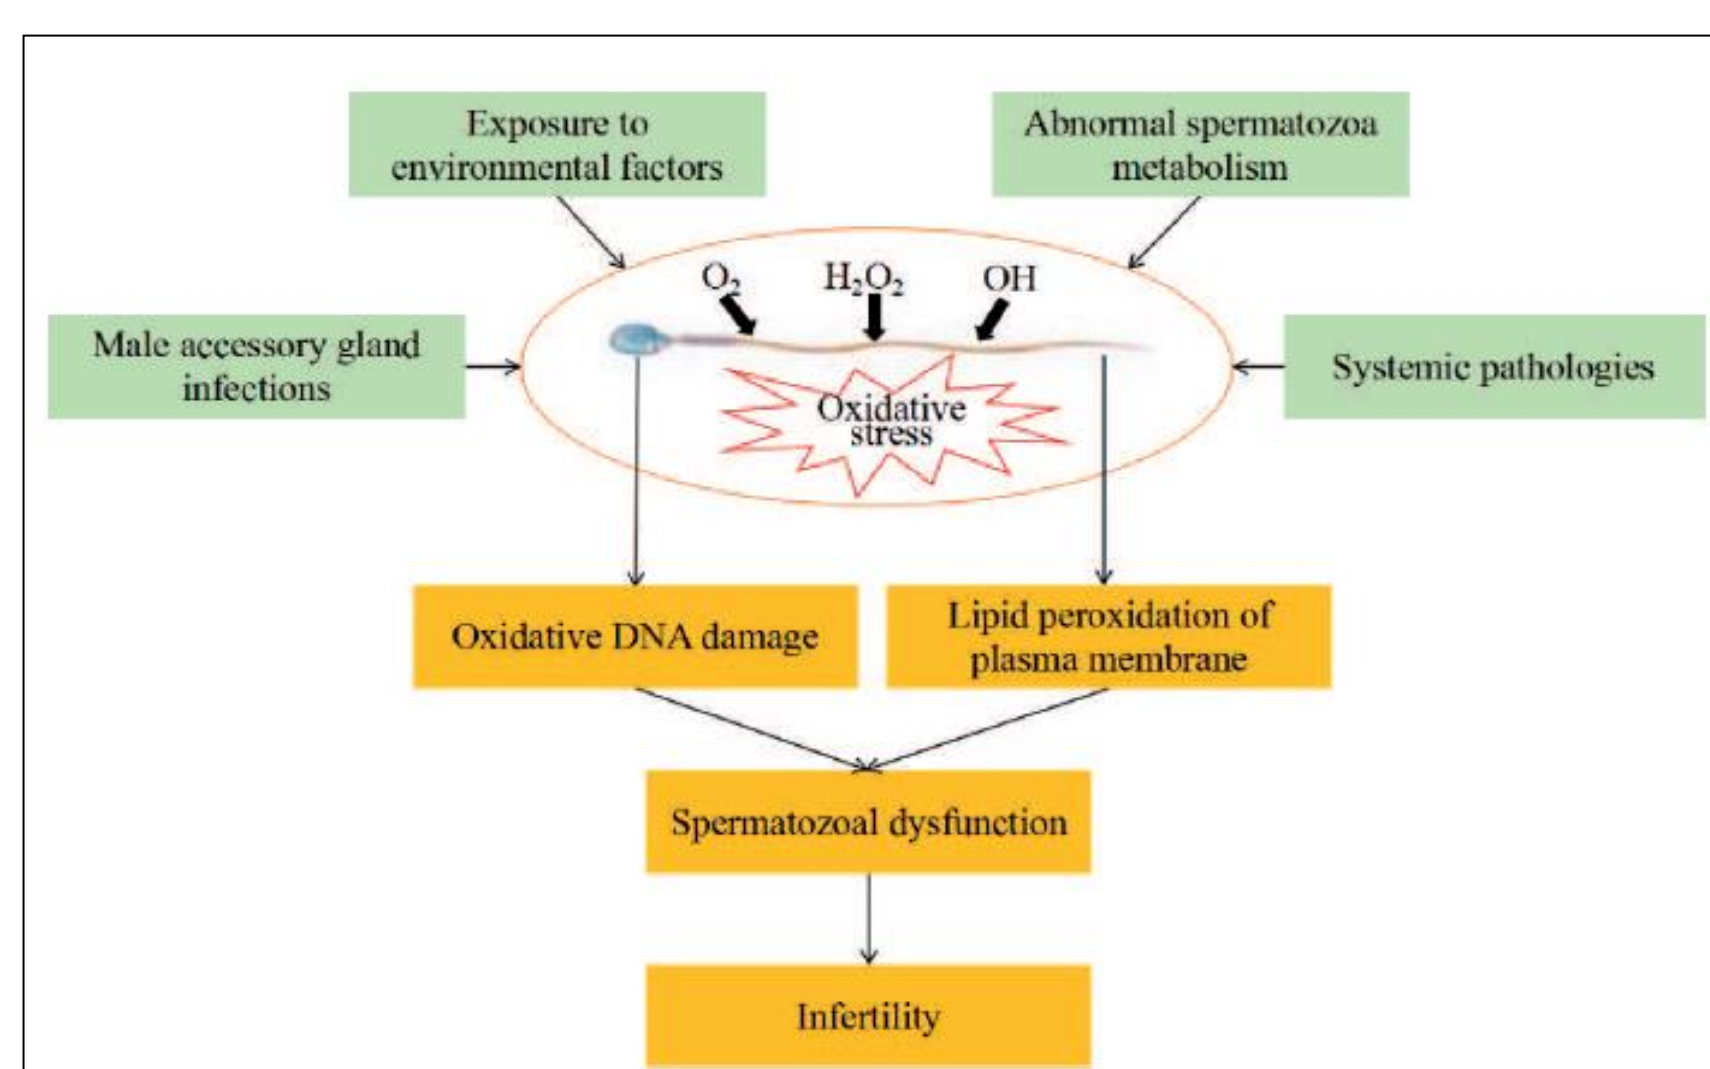 Exposure to
environmental factors
Abnormal spermatozoa
metabolism
O₂
H₂O₂
OH
Male accessory gland
infections
Systemic pathologies
Oxidative
stress
Oxidative DNA damage
Lipid peroxidation of
plasma membrane
Spermatozoal dysfunction
Infertility